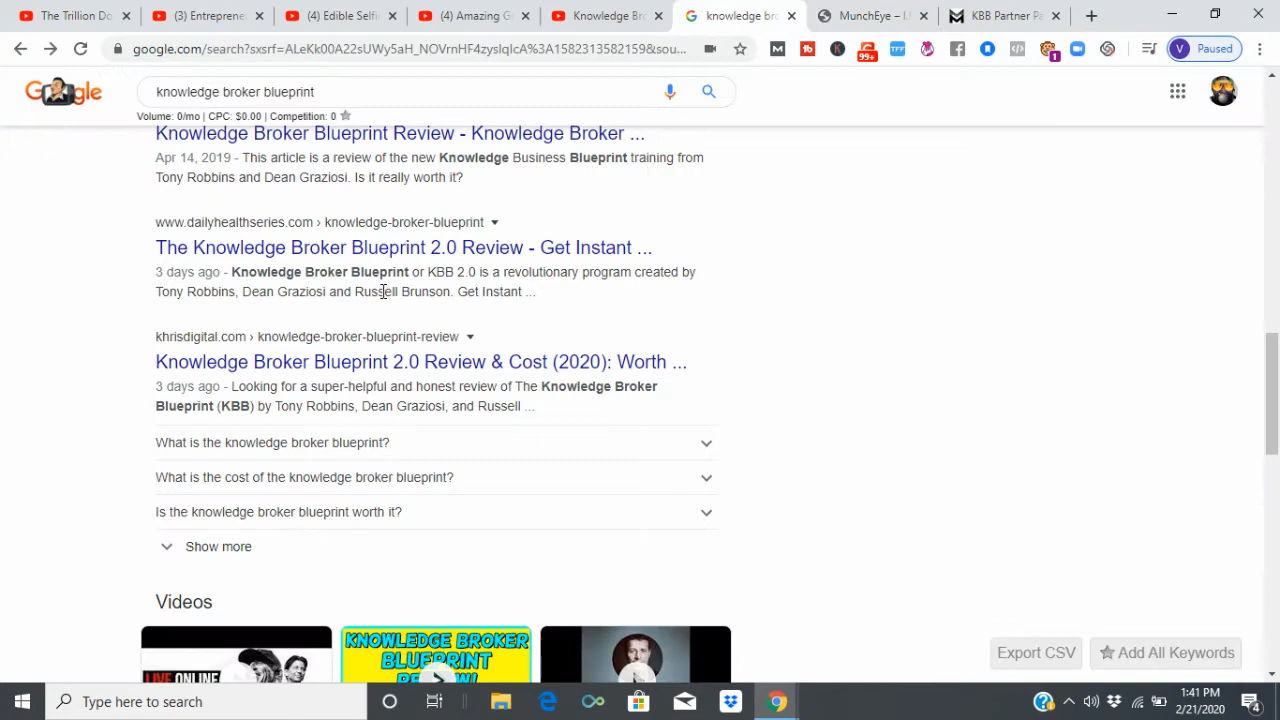 The Trillion Do
(3) Entreprene
(4) Edible Selfi
(4) Amazing G
Knowledge Br
knowledge br
MunchEye – L
KBB Partner Pa
google.com/search?sxsrf=ALeKk00A22sUWy5aH_NOVrnHF4zyslqlcA%3A1582313582159&sou...
99+
TFF
1
V Paused
knowledge broker blueprint
Volume: 0/mo | CPC: $0.00 | Competition: 0
Knowledge Broker Blueprint Review - Knowledge Broker ...
Apr 14, 2019 - This article is a review of the new Knowledge Business Blueprint training from
Tony Robbins and Dean Graziosi. Is it really worth it?
www.dailyhealthseries.com › knowledge-broker-blueprint
The Knowledge Broker Blueprint 2.0 Review - Get Instant ...
3 days ago - Knowledge Broker Blueprint or KBB 2.0 is a revolutionary program created by
Tony Robbins, Dean Graziosi and Russell Brunson. Get Instant ...
khrisdigital.com › knowledge-broker-blueprint-review
Knowledge Broker Blueprint 2.0 Review & Cost (2020): Worth ...
3 days ago - Looking for a super-helpful and honest review of The Knowledge Broker
Blueprint (KBB) by Tony Robbins, Dean Graziosi, and Russell ...
What is the knowledge broker blueprint?
What is the cost of the knowledge broker blueprint?
Is the knowledge broker blueprint worth it?
Show more
Videos
LIVE ONLINE
KNOWLEDGE BROKER
BLUEPRINT
Export CSV
Add All Keywords
Type here to search
1:41 PM
2/21/2020
4